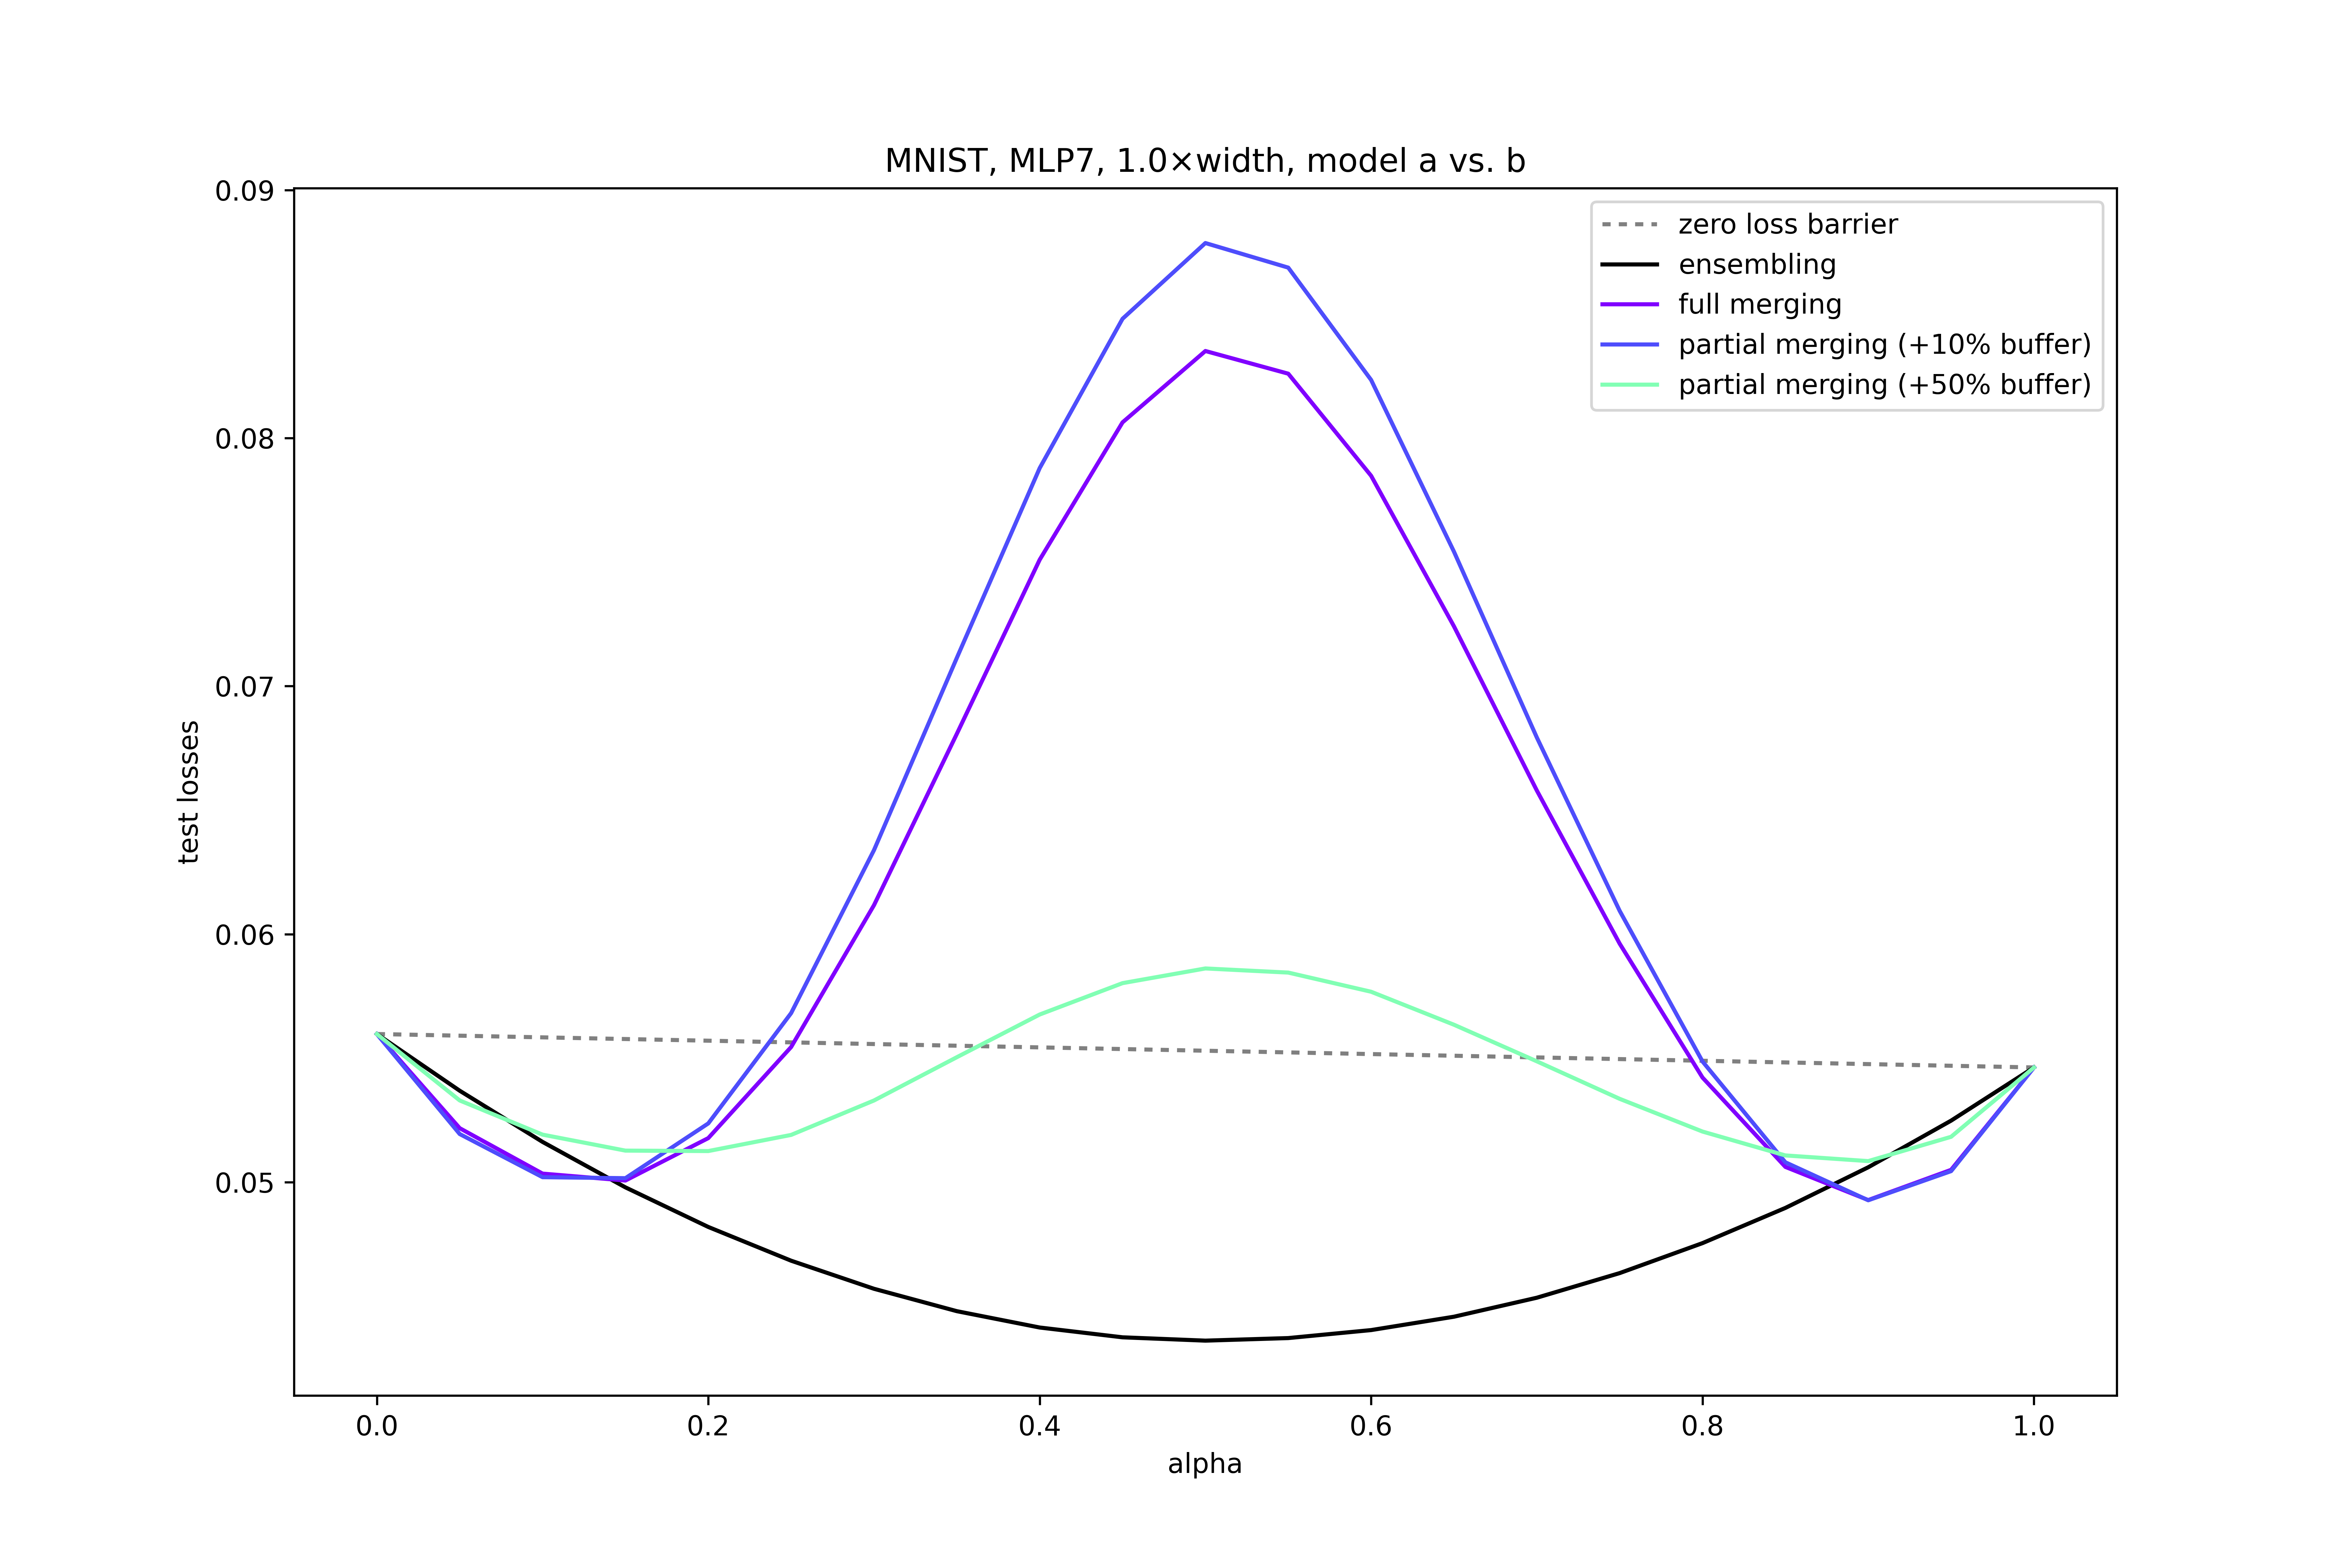 MNIST, MLP7, 1.0×width, model a vs. b
zero loss barrier
ensembling
full merging
partial merging (+10% buffer)
partial merging (+50% buffer)
test losses
0.09
0.08
0.07
0.06
0.05
0.0 0.2 0.4 0.6 0.8 1.0
alpha